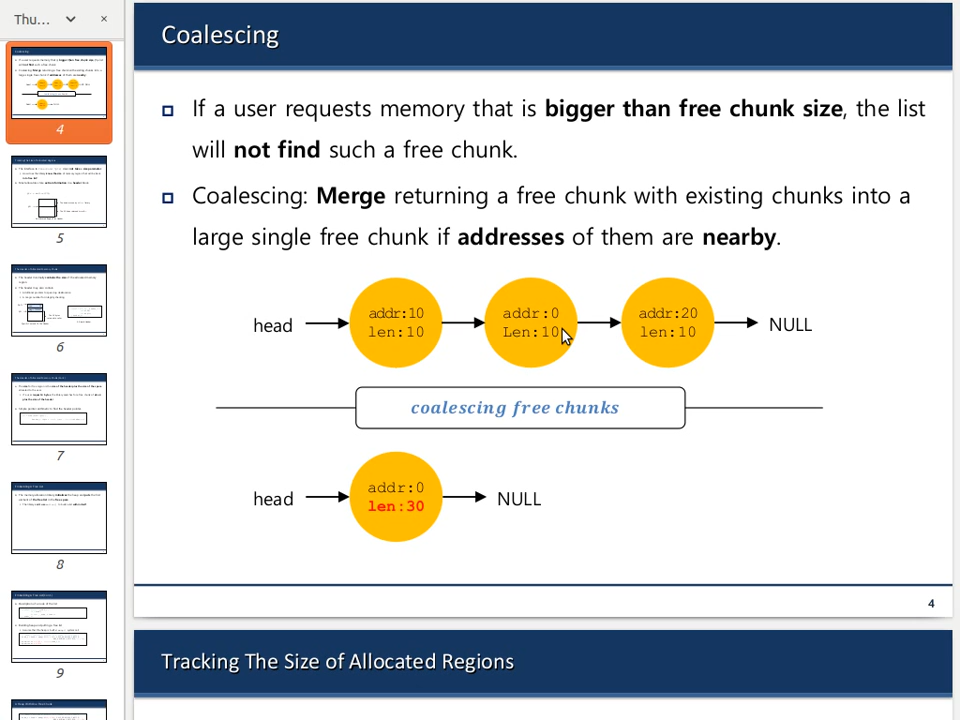 Thu...
×
4
5
6
7
8
9
Coalescing
If a user requests memory that is bigger than free chunk size, the list
will not find such a free chunk.
Coalescing: Merge returning a free chunk with existing chunks into a
large single free chunk if addresses of them are nearby.
head
addr:10
len:10
addr:0
Len:10
addr:20
len:10
NULL
coalescing free chunks
head
addr:0
len:30
NULL
4
Tracking The Size of Allocated Regions